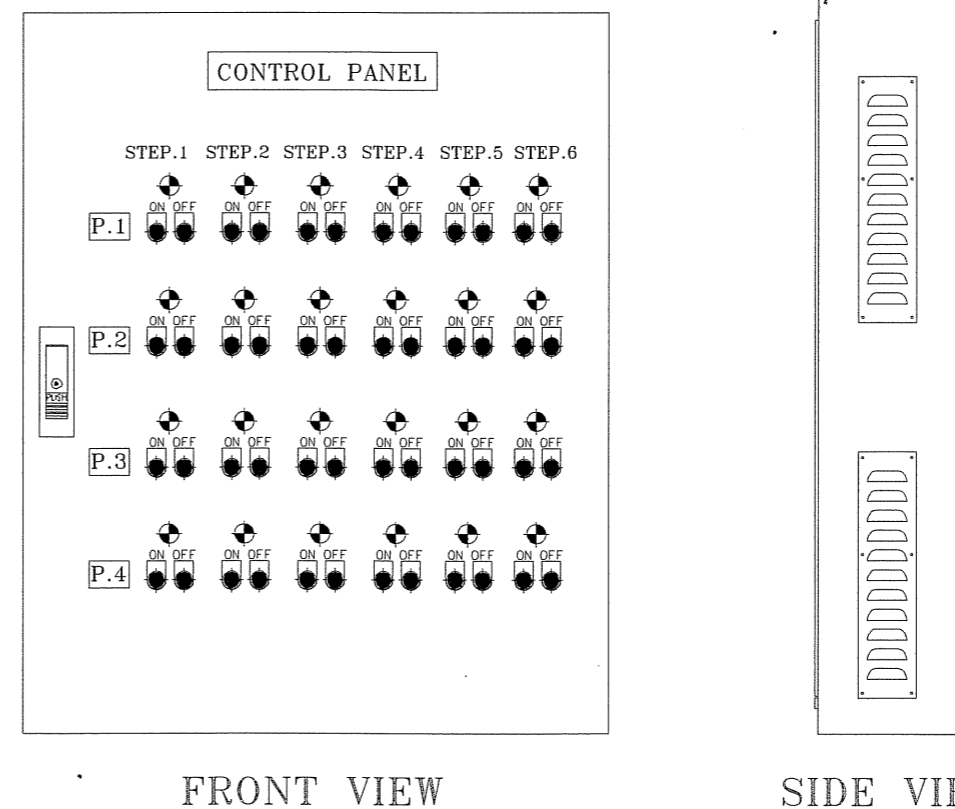 CONTROL PANEL
STEP.1 STEP.2 STEP.3 STEP.4 STEP.5 STEP.6
ON OFF ON OFF ON OFF ON OFF ON OFF ON OFF
P.1
ON OFF ON OFF ON OFF ON OFF ON OFF ON OFF
P.2
PUSH
ON OFF ON OFF ON OFF ON OFF ON OFF ON OFF
P.3
ON OFF ON OFF ON OFF ON OFF ON OFF ON OFF
P.4
FRONT VIEW
SIDE